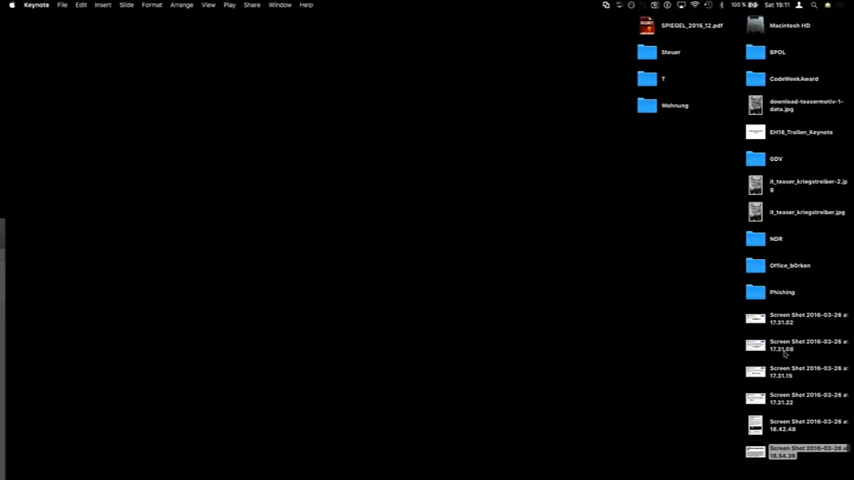 Keynote File Edit Insert Slide Format Arrange View Play Share Window Help
100 % Sat 19:11
SPIEGEL_2016_12.pdf
Steuer
T
Wohnung
Macintosh HD
BPOL
CodeWeekAward
download-teasermotiv-1-
data.jpg
EH16_Trollen_Keynote
GDV
it_teaser_kriegstreiber-2.jp
g
it_teaser_kriegstreiber.jpg
NDR
Office_b0rken
Phishing
Screen Shot 2016-03-26 at
17.31.02
Screen Shot 2016-03-26 at
17.31.08
Screen Shot 2016-03-26 at
17.31.15
Screen Shot 2016-03-26 at
17.31.22
Screen Shot 2016-03-26 at
18.42.48
Screen Shot 2016-03-26 at
18.54.39